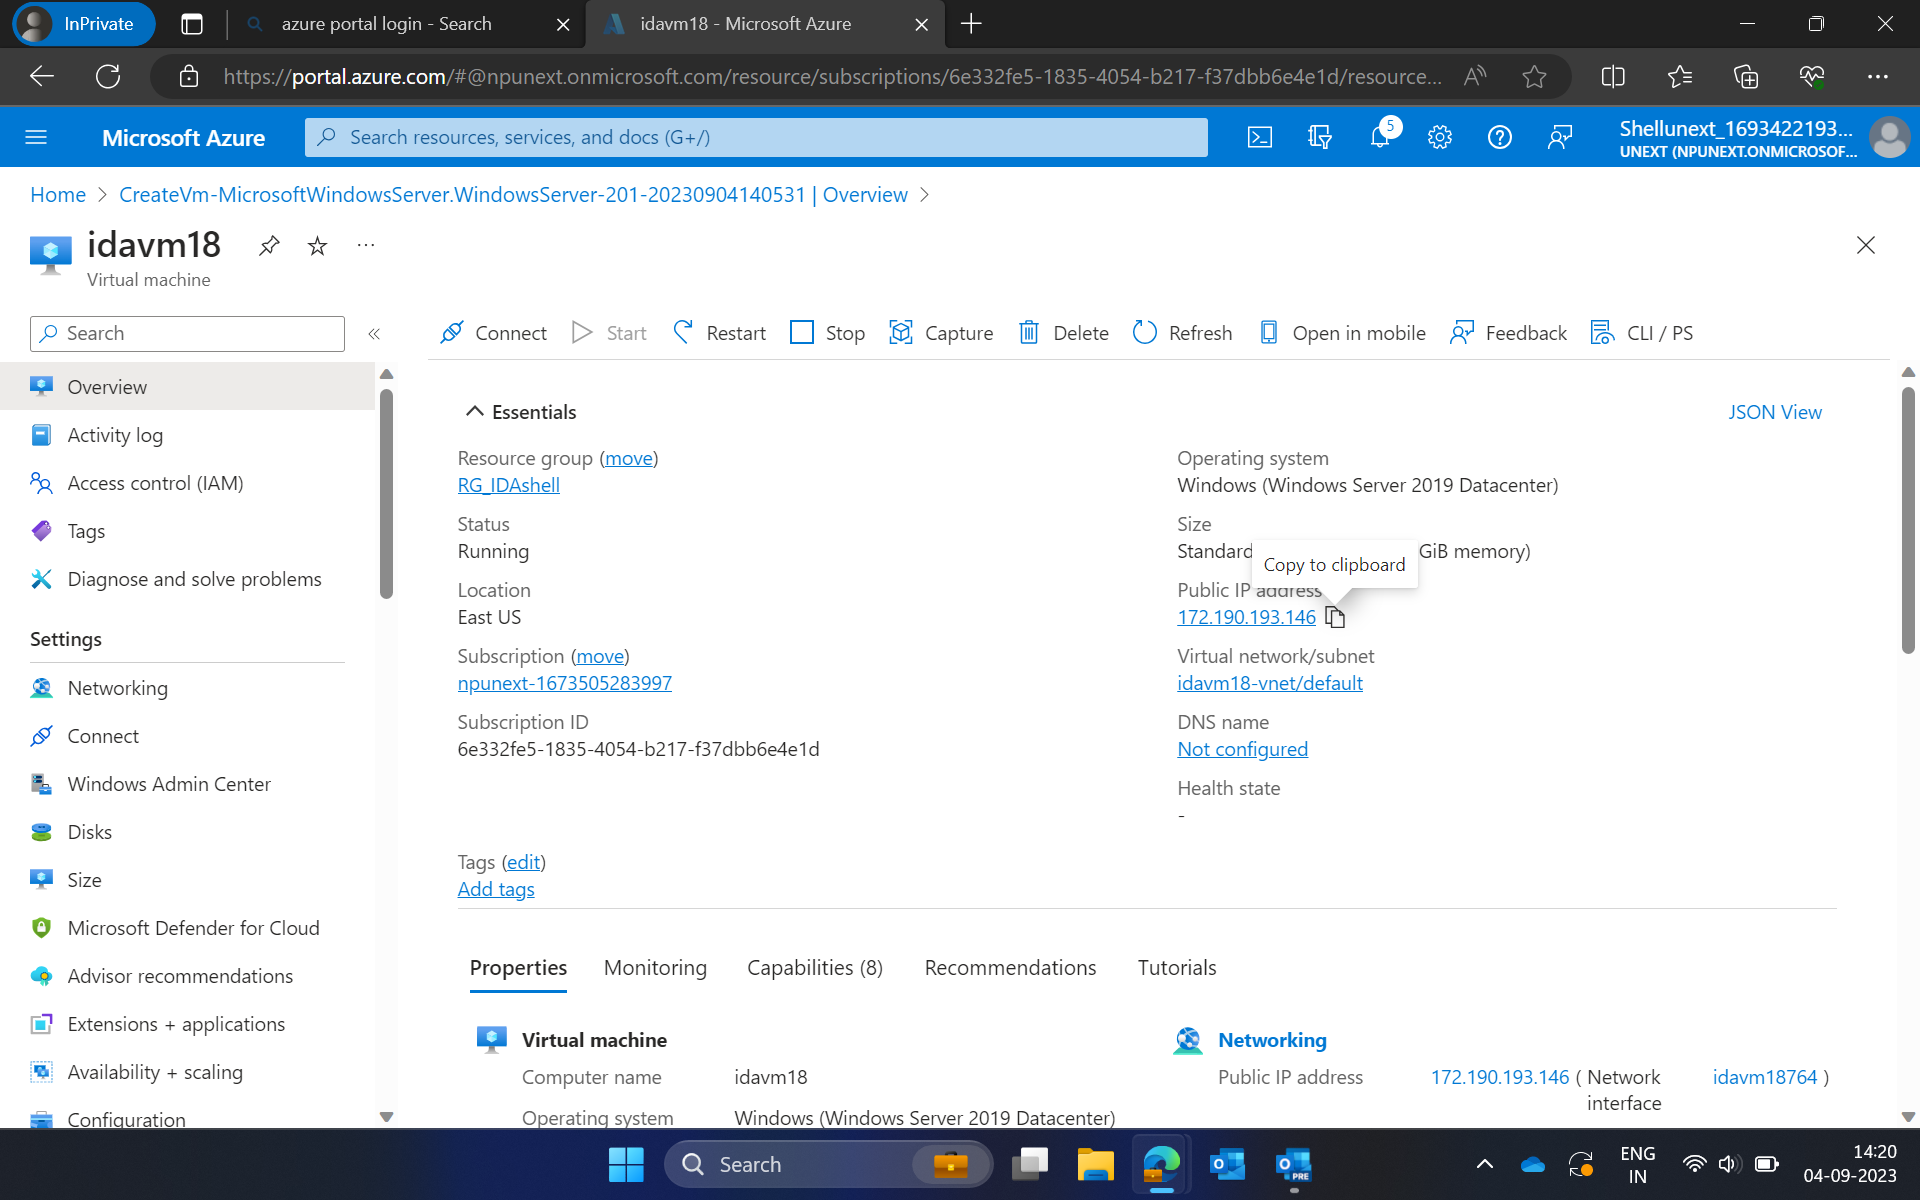 InPrivate
azure portal login - Search
idavm18 - Microsoft Azure
https://portal.azure.com/#@npunext.onmicrosoft.com/resource/subscriptions/6e332fe5-1835-4054-b217-f37dbb6e4e1d/resource...
Microsoft Azure
Search resources, services, and docs (G+/)
5
Shellunext_1693422193...
UNEXT (NPUNEXT.ONMICROSOF...
Home > CreateVm-MicrosoftWindowsServer.WindowsServer-201-20230904140531 | Overview >
idavm18
Virtual machine
Search
Connect
Start
Restart
Stop
Capture
Delete
Refresh
Open in mobile
Feedback
CLI / PS
Overview
Activity log
Access control (IAM)
Tags
Diagnose and solve problems
Settings
Networking
Connect
Windows Admin Center
Disks
Size
Microsoft Defender for Cloud
Advisor recommendations
Extensions + applications
Availability + scaling
Configuration
Essentials
JSON View
Resource group (move)
RG_IDAshell
Status
Running
Location
East US
Subscription (move)
npunext-1673505283997
Subscription ID
6e332fe5-1835-4054-b217-f37dbb6e4e1d
Operating system
Windows (Windows Server 2019 Datacenter)
Size
Standard GiB memory)
Copy to clipboard
Public IP address
172.190.193.146
Virtual network/subnet
idavm18-vnet/default
DNS name
Not configured
Health state
-
Tags (edit)
Add tags
Properties
Monitoring
Capabilities (8)
Recommendations
Tutorials
Virtual machine
Computer name idavm18
Operating system Windows (Windows Server 2019 Datacenter)
Networking
Public IP address 172.190.193.146 ( Network interface idavm18764 )
Search
PRE
ENG
IN
14:20
04-09-2023